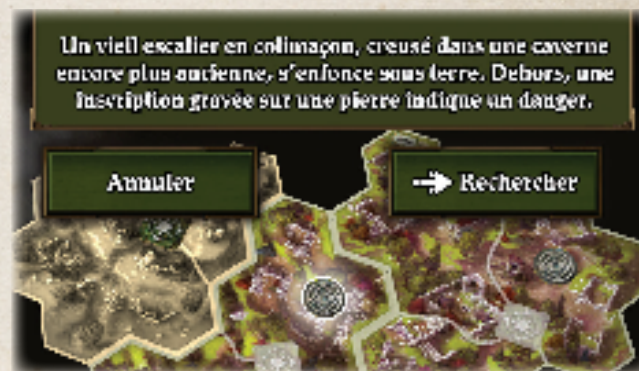 Un vieil escalier en colimaçon, creusé dans une caverne
encore plus ancienne, s'enfonce sous terre. Dehors, une
inscription gravée sur une pierre indique un danger.
Annuler
Rechercher